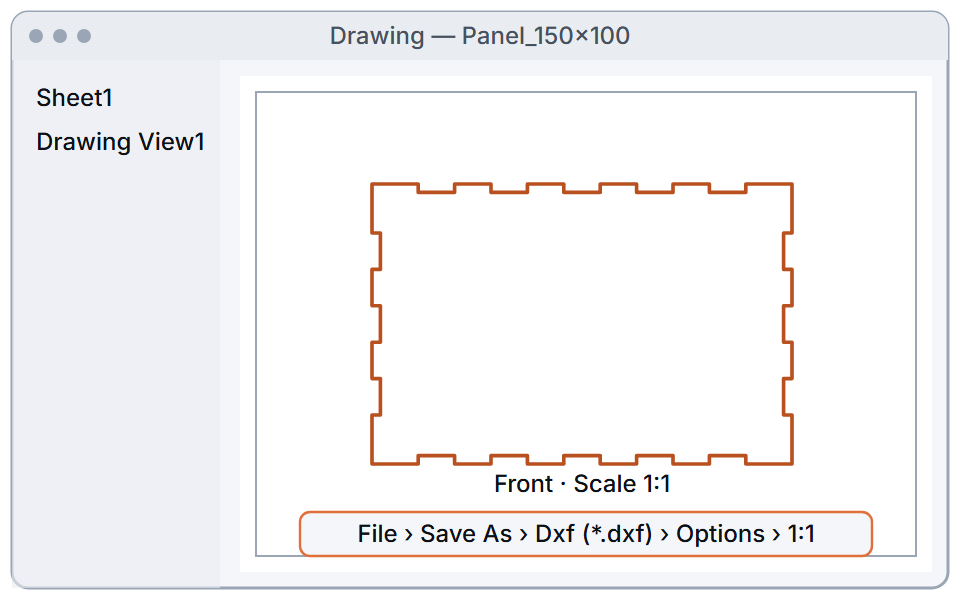 Drawing — Panel_150×100
Sheet1
Drawing View1
Front · Scale 1:1
File › Save As › Dxf (*.dxf) › Options › 1:1